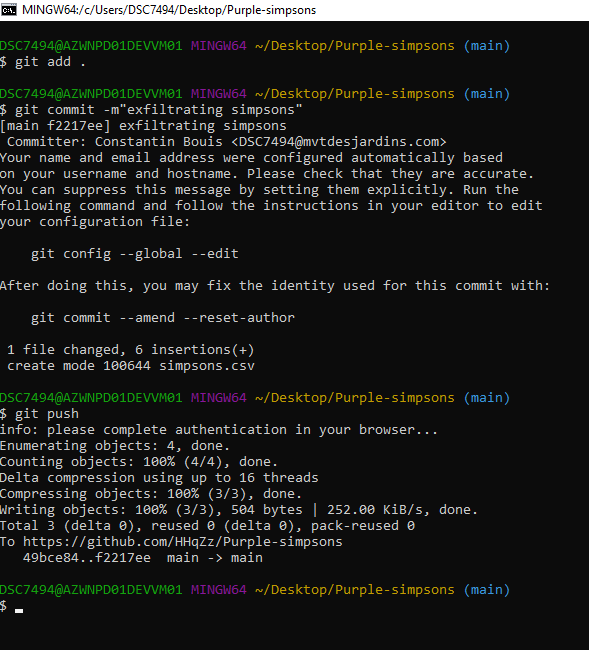 MINGW64:/c/Users/DSC7494/Desktop/Purple-simpsons
DSC7494@AZWNPD01DEVVM01 MINGW64 ~/Desktop/Purple-simpsons (main)
$ git add .
DSC7494@AZWNPD01DEVVM01 MINGW64 ~/Desktop/Purple-simpsons (main)
$ git commit -m"exfiltrating simpsons"
[main f2217ee] exfiltrating simpsons
 Committer: Constantin Bouis <DSC7494@mvtdesjardins.com>
Your name and email address were configured automatically based
on your username and hostname. Please check that they are accurate.
You can suppress this message by setting them explicitly. Run the
following command and follow the instructions in your editor to edit
your configuration file:
    git config --global --edit
After doing this, you may fix the identity used for this commit with:
    git commit --amend --reset-author
 1 file changed, 6 insertions(+)
 create mode 100644 simpsons.csv
DSC7494@AZWNPD01DEVVM01 MINGW64 ~/Desktop/Purple-simpsons (main)
$ git push
info: please complete authentication in your browser...
Enumerating objects: 4, done.
Counting objects: 100% (4/4), done.
Delta compression using up to 16 threads
Compressing objects: 100% (3/3), done.
Writing objects: 100% (3/3), 504 bytes | 252.00 KiB/s, done.
Total 3 (delta 0), reused 0 (delta 0), pack-reused 0
To https://github.com/HHqZz/Purple-simpsons
   49bce84..f2217ee  main -> main
DSC7494@AZWNPD01DEVVM01 MINGW64 ~/Desktop/Purple-simpsons (main)
$